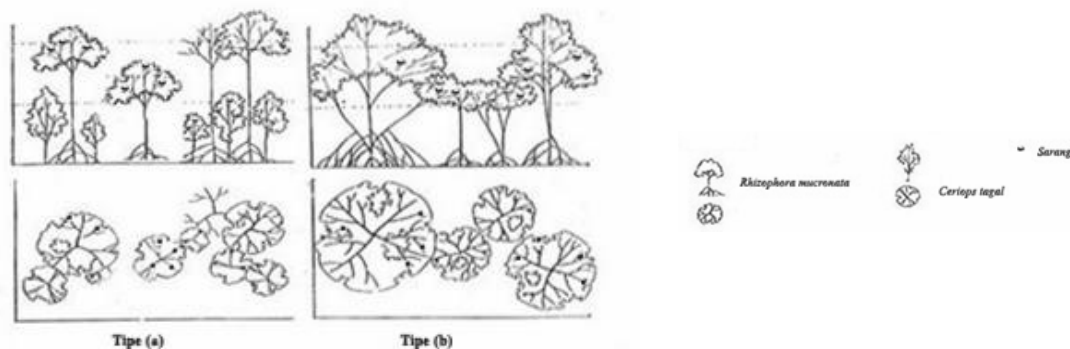 Tipe (a)
Tipe (b)
Rhizophora mucronata
Ceriops tagal
Sarang